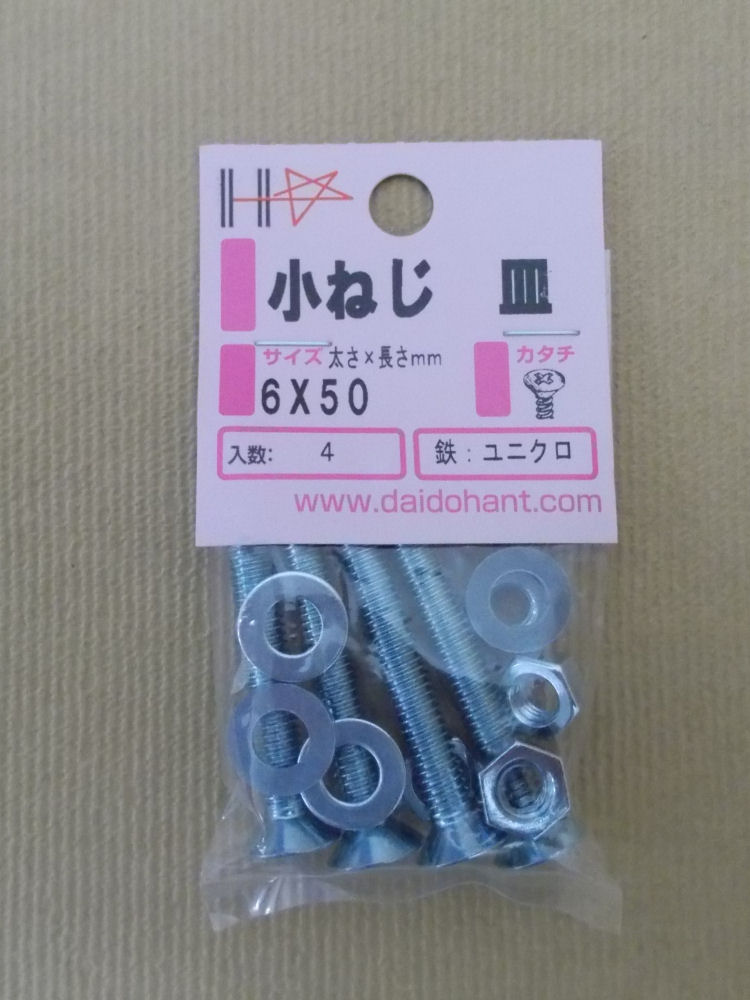 H
小ねじ 皿
サイズ 太さ×長さmm カタチ
6X50
入数: 4 鉄:ユニクロ
www.daidohant.com